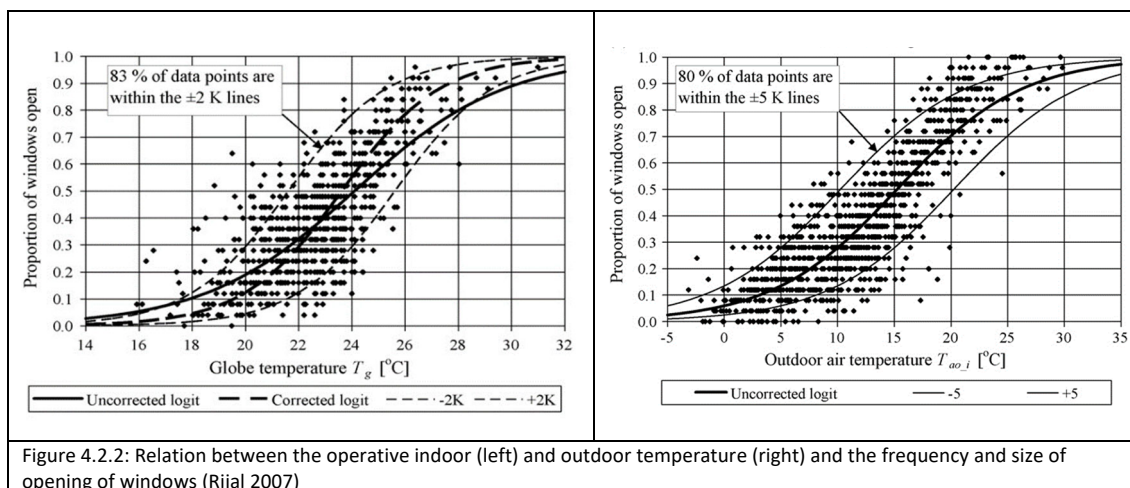 83 % of data points are
within the ±2 K lines
Proportion of windows open
1.0
0.9
0.8
0.7
0.6
0.5
0.4
0.3
0.2
0.1
0.0
14 16 18 20 22 24 26 28 30 32
Globe temperature Tg [°C]
Uncorrected logit Corrected logit -2K +2K
80 % of data points are
within the ±5 K lines
Proportion of windows open
1.0
0.9
0.8
0.7
0.6
0.5
0.4
0.3
0.2
0.1
0.0
-5 0 5 10 15 20 25 30 35
Outdoor air temperature Tao_i [°C]
Uncorrected logit -5 +5
Figure 4.2.2: Relation between the operative indoor (left) and outdoor temperature (right) and the frequency and size of
opening of windows (Rijal 2007)